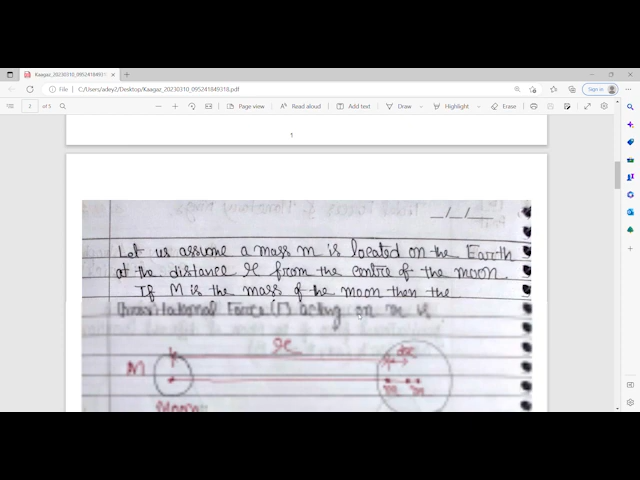 Kaagaz_20230310_095241849318.p
File C:/Users/adey2/Desktop/Kaagaz_20230310_095241849318.pdf
Sign in
2 of 5
Page view Read aloud Add text Draw Highlight Erase
1
_/_/_
Let us assume a mass m is located on the Earth
at the distance r from the centre of the moon.
If M is the mass of the moon then the
Gravitational Force (F) acting on m is
r
dr
M
m m
Moon